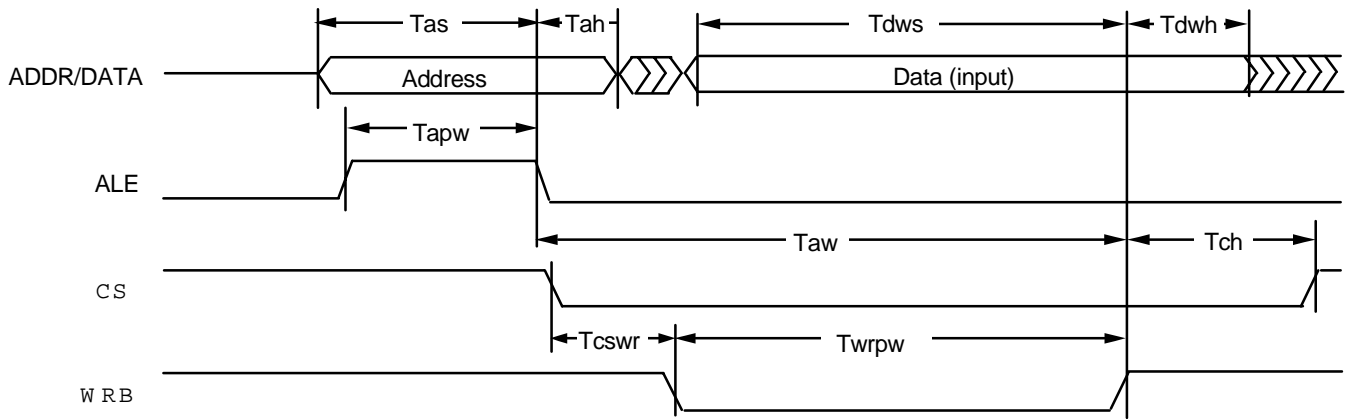 Tas Tah Tdws Tdwh
ADDR/DATA Address Data (input)
Tapw
ALE
Taw Tch
CS
Tcswr Twrpw
WRB